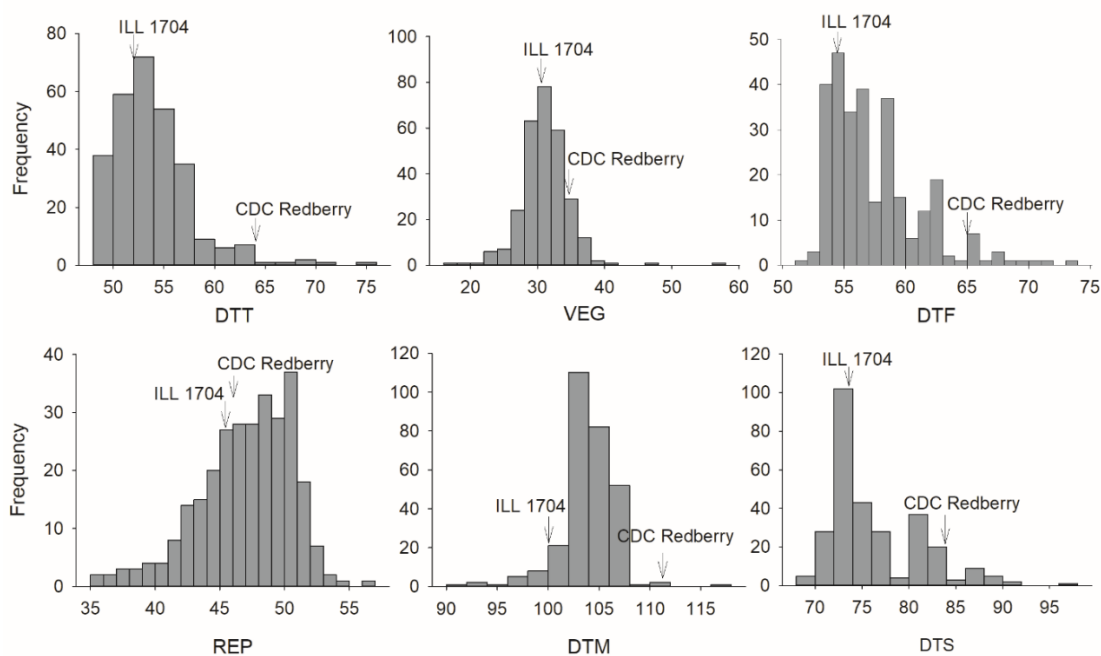 80
60
40
20
0
Frequency
ILL 1704
CDC Redberry
50 55 60 65 70 75
DTT
100
80
60
40
20
0
ILL 1704
CDC Redberry
20 30 40 50 60
VEG
50
40
30
20
10
0
ILL 1704
CDC Redberry
50 55 60 65 70 75
DTF
40
30
20
10
0
Frequency
CDC Redberry
ILL 1704
35 40 45 50 55
REP
120
100
80
60
40
20
0
ILL 1704
CDC Redberry
90 95 100 105 110 115
DTM
120
100
80
60
40
20
0
ILL 1704
CDC Redberry
70 75 80 85 90 95
DTS